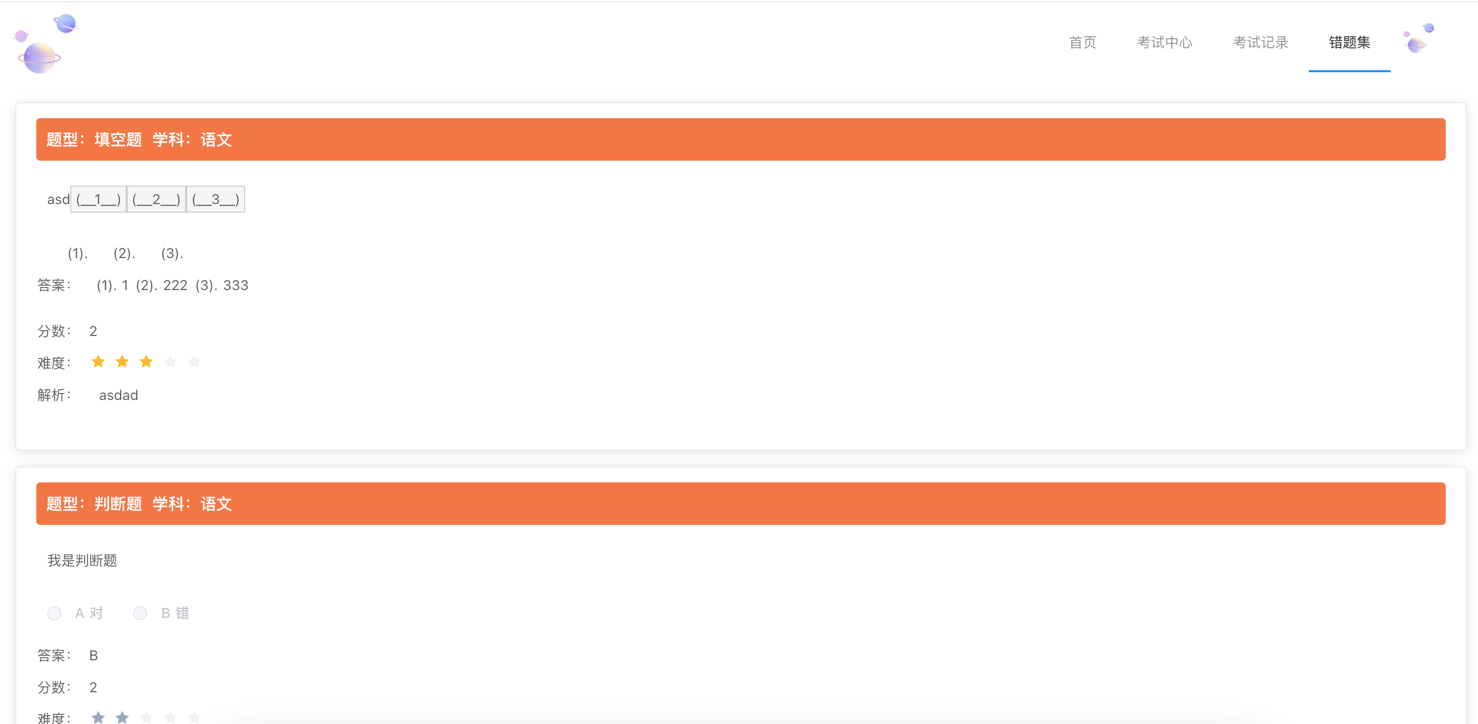 首页 考试中心 考试记录 错题集
题型：填空题 学科：语文
asd(__1__)(__2__)(__3__)
(1). (2). (3).
答案： (1). 1 (2). 222 (3). 333
分数： 2
难度：
解析： asdad
题型：判断题 学科：语文
我是判断题
A 对 B 错
答案： B
分数： 2
难度：